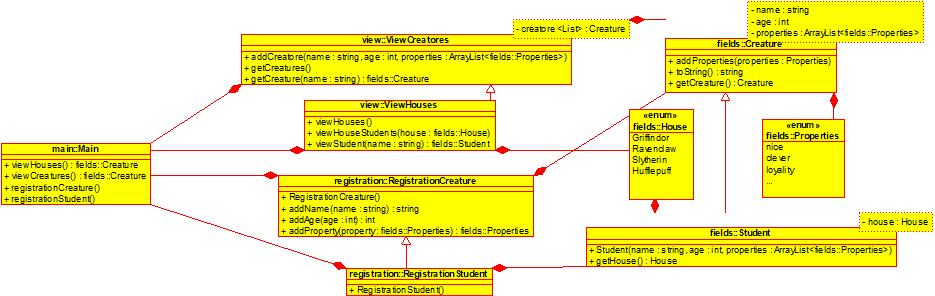 - creatore <List> : Creature
- name : string
- age : int
- properties : ArrayList<fields::Properties>
view::ViewCreatores
+ addCreatore(name : string, age : int, properties : ArrayList<fields::Properties>)
+ getCreatures()
+ getCreature(name : string) : fields::Creature
fields::Creature
+ addProperties(properties : Properties)
+ toString() : string
+ getCreature() : Creature
view::ViewHouses
+ viewHouses()
+ viewHouseStudents(house : fields::House)
+ viewStudent(name : string) : fields::Student
«enum»
fields::House
Griffindor
Ravenclaw
Slytherin
Hufflepuff
«enum»
fields::Properties
nice
clever
loyality
...
main::Main
+ viewHouses() : fields::Creature
+ viewCreatures() : fields::Creature
+ registrationCreature()
+ registrationStudent()
registration::RegistrationCreature
+ RegistrationCreature()
+ addName(name : string) : string
+ addAge(age : int) : int
+ addProperty(property: fields::Properties) : fields::Properties
- house : House
fields::Student
+ Student(name : string, age : int, properties : ArrayList<fields::Properties>)
+ getHouse() : House
registration::RegistrationStudent
+ RegistrationStudent()